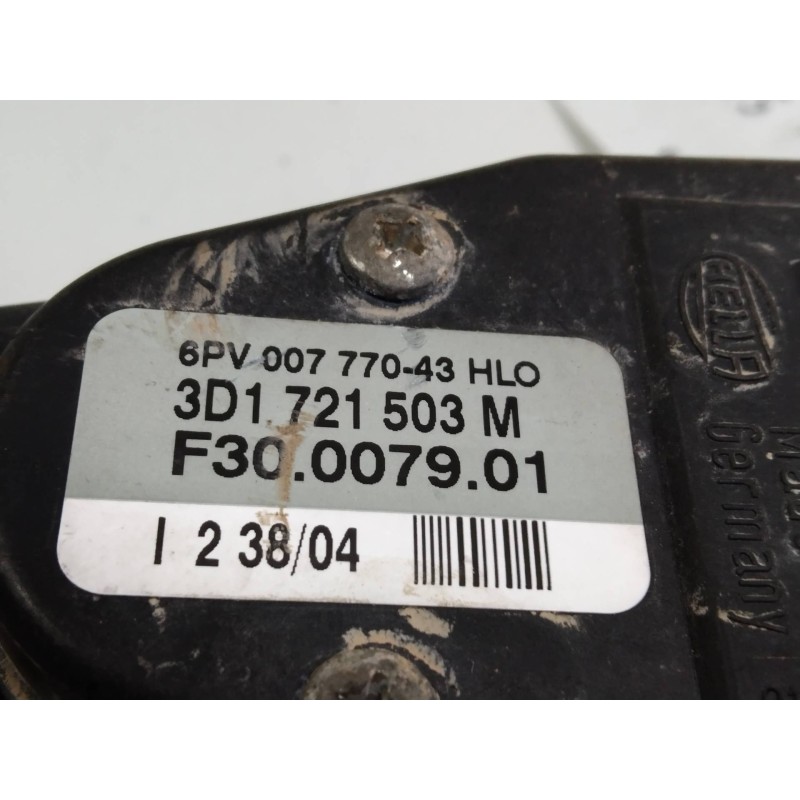 6PV 007 770-43 HLO
3D1 721 503 M
F30.0079.01
I 2 38/04
HELLA
Germany